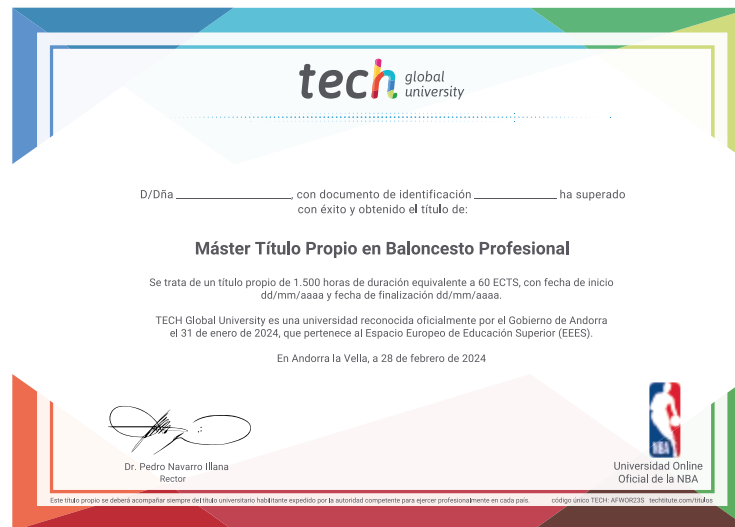 tech global
university
D/Dña ____________________, con documento de identificación ______________ ha superado
con éxito y obtenido el título de:
Máster Título Propio en Baloncesto Profesional
Se trata de un título propio de 1.500 horas de duración equivalente a 60 ECTS, con fecha de inicio
dd/mm/aaaa y fecha de finalización dd/mm/aaaa.
TECH Global University es una universidad reconocida oficialmente por el Gobierno de Andorra
el 31 de enero de 2024, que pertenece al Espacio Europeo de Educación Superior (EEES).
En Andorra la Vella, a 28 de febrero de 2024
NBA
Dr. Pedro Navarro Illana
Rector
Universidad Online
Oficial de la NBA
Este título propio se deberá acompañar siempre del título universitario habilitante expedido por la autoridad competente para ejercer profesionalmente en cada país. código único TECH: AFWOR23S techtitute.com/titulos